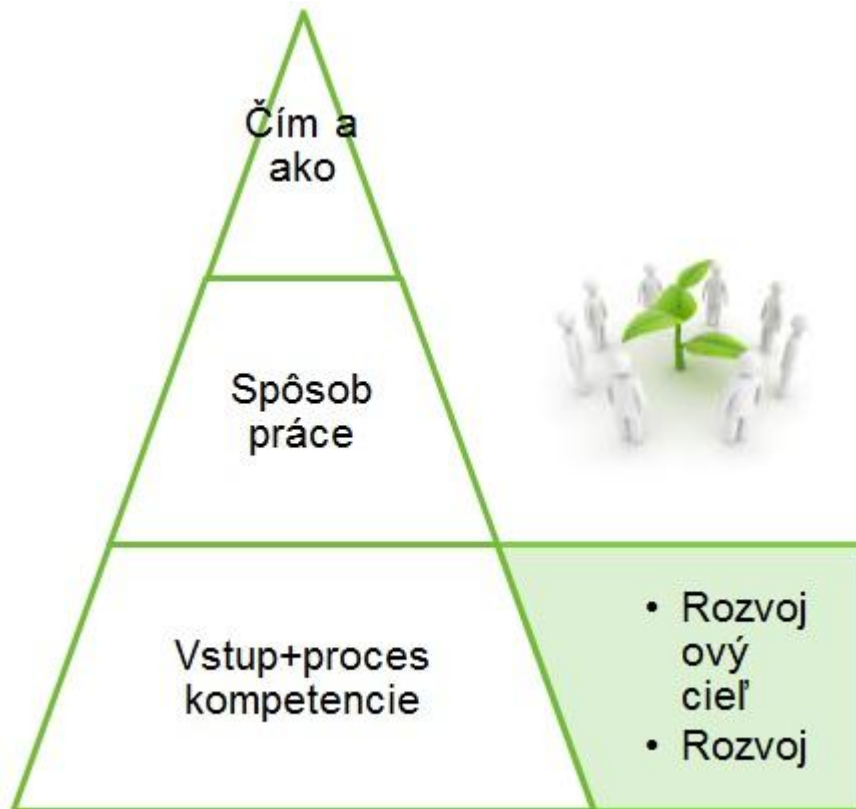 Čím a
ako
Spôsob
práce
Vstup+proces
kompetencie
• Rozvoj
ový
cieľ
• Rozvoj